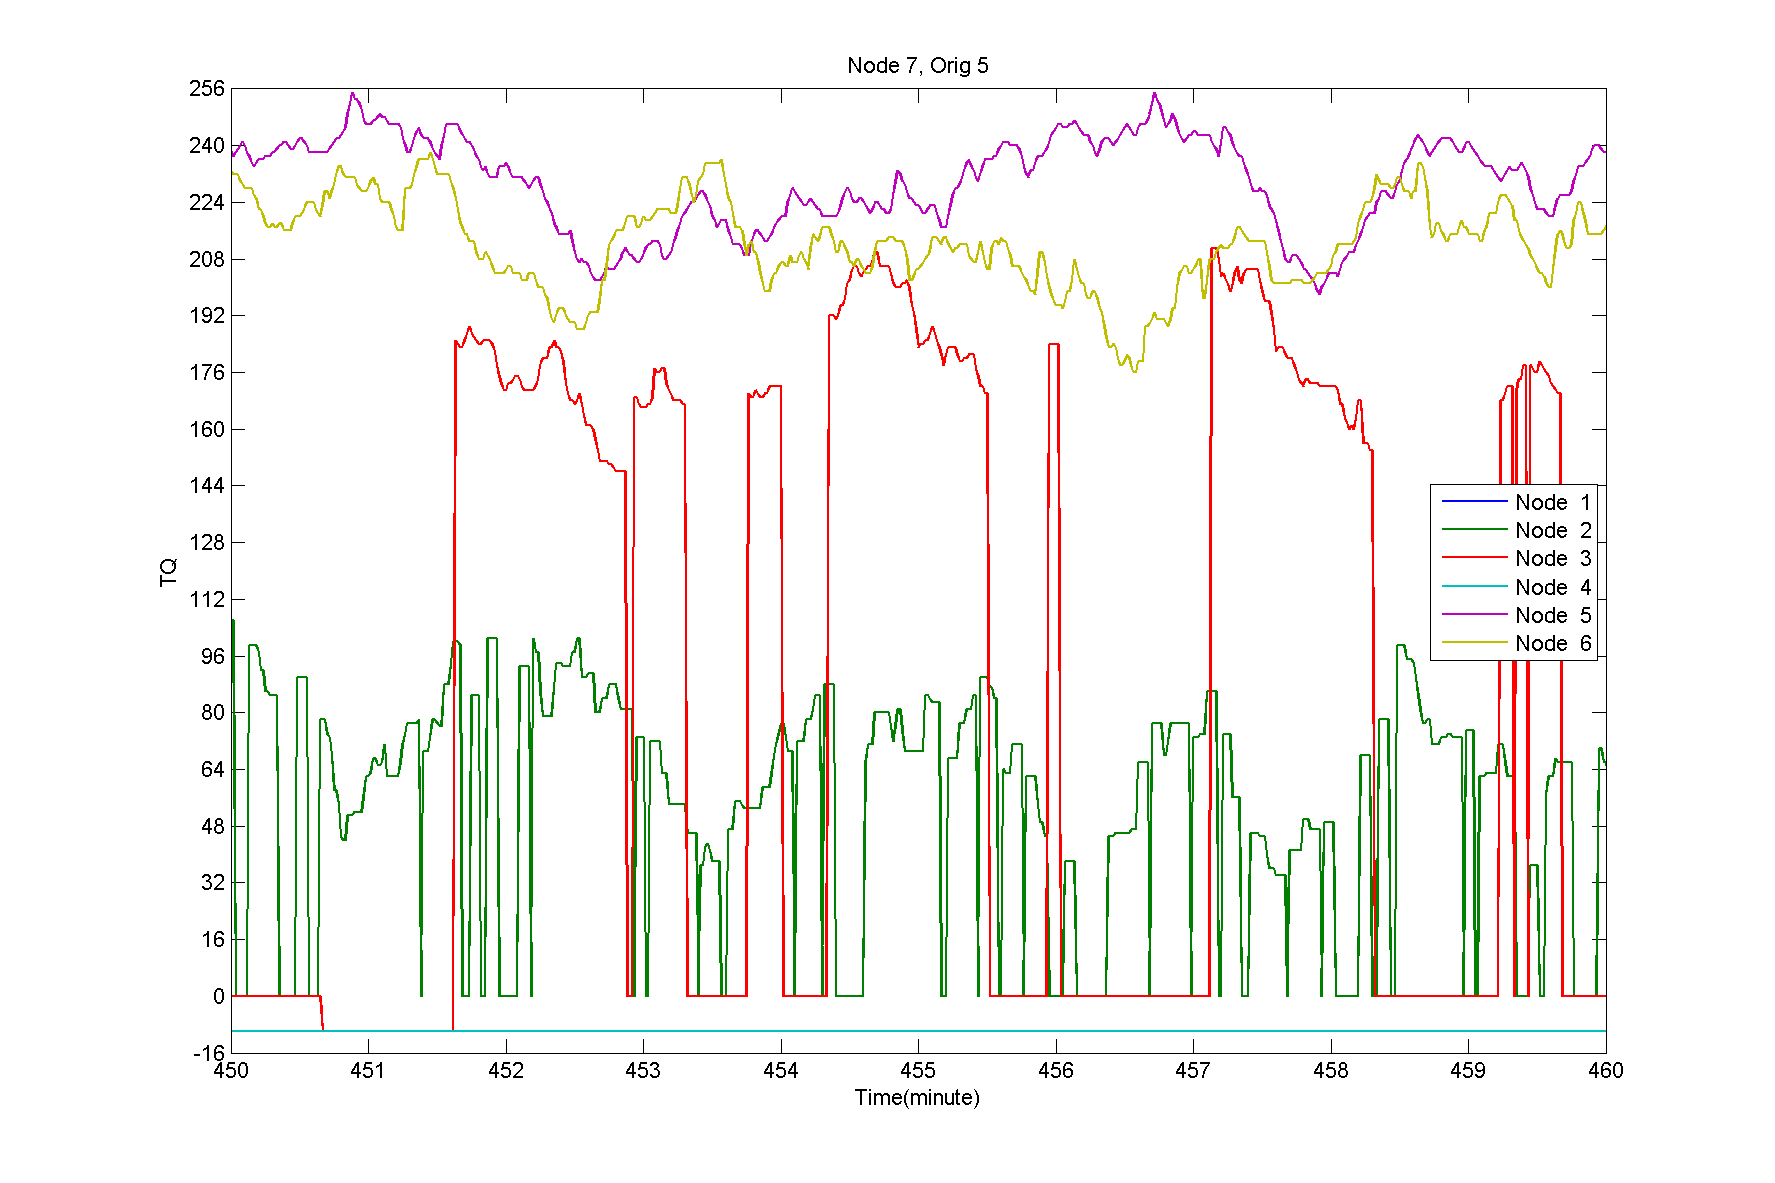 Node 7, Orig 5
256
240
224
208
192
176
160
144
128
112
96
80
64
48
32
16
0
-16
TQ
Node 1
Node 2
Node 3
Node 4
Node 5
Node 6
450 451 452 453 454 455 456 457 458 459 460
Time(minute)